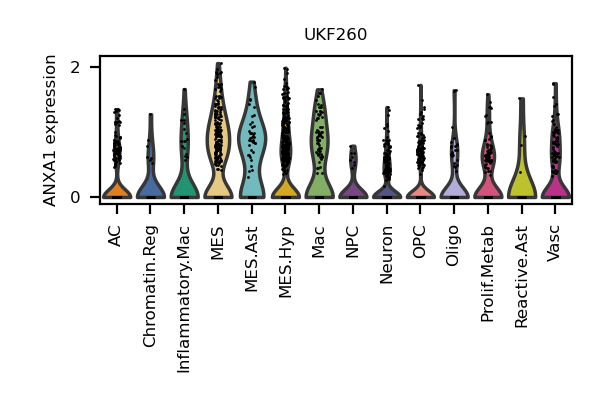 UKF260
ANXA1 expression
2
0
AC
Chromatin.Reg
Inflammatory.Mac
MES
MES.Ast
MES.Hyp
Mac
NPC
Neuron
OPC
Oligo
Prolif.Metab
Reactive.Ast
Vasc